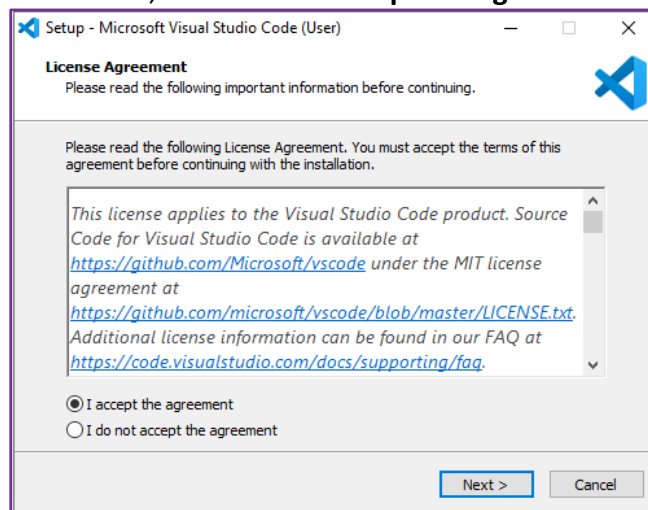 Setup - Microsoft Visual Studio Code (User)
License Agreement
Please read the following important information before continuing.
Please read the following License Agreement. You must accept the terms of this
agreement before continuing with the installation.
This license applies to the Visual Studio Code product. Source
Code for Visual Studio Code is available at
https://github.com/Microsoft/vscode under the MIT license
agreement at
https://github.com/microsoft/vscode/blob/master/LICENSE.txt.
Additional license information can be found in our FAQ at
https://code.visualstudio.com/docs/supporting/faq.
I accept the agreement
I do not accept the agreement
Next >
Cancel